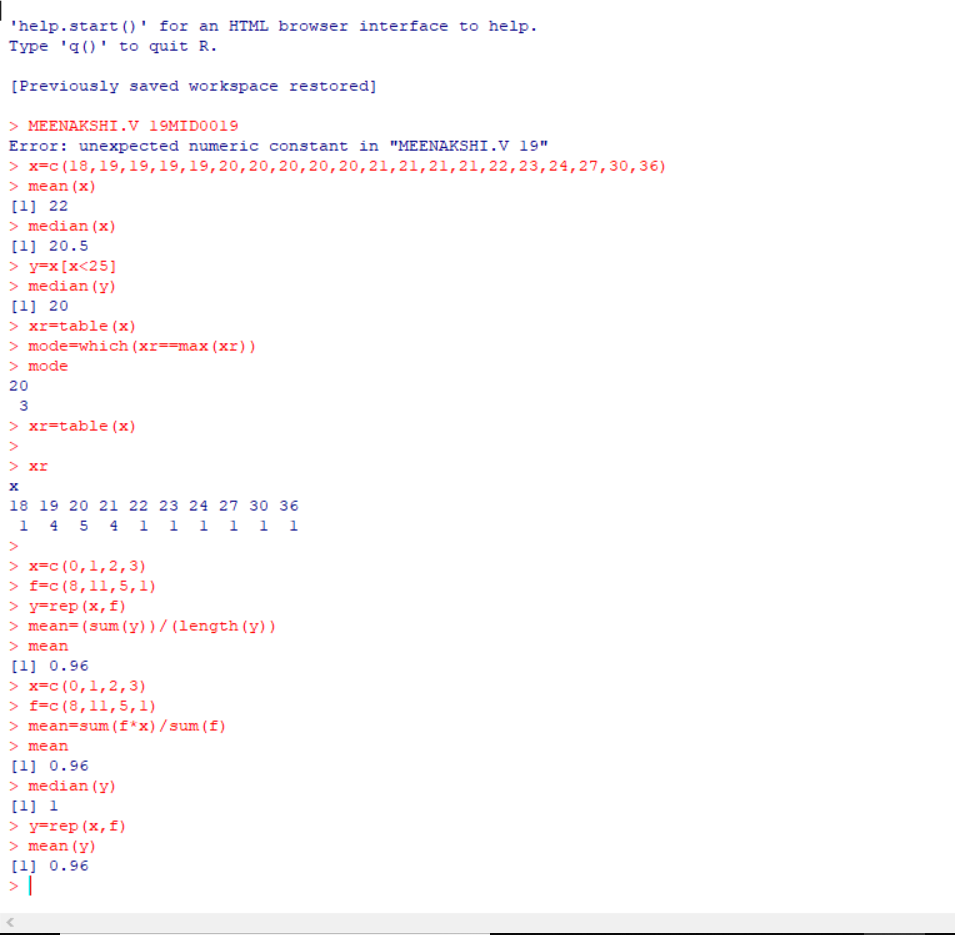 'help.start()' for an HTML browser interface to help.
Type 'q()' to quit R.
[Previously saved workspace restored]
> MEENAKSHI.V 19MID0019
Error: unexpected numeric constant in "MEENAKSHI.V 19"
> x=c(18,19,19,19,19,20,20,20,20,20,21,21,21,21,22,23,24,27,30,36)
> mean(x)
[1] 22
> median(x)
[1] 20.5
> y=x[x<25]
> median(y)
[1] 20
> xr=table(x)
> mode=which(xr==max(xr))
> mode
20
 3
> xr=table(x)
>
> xr
x
18 19 20 21 22 23 24 27 30 36
 1  4  5  4  1  1  1  1  1  1
>
> x=c(0,1,2,3)
> f=c(8,11,5,1)
> y=rep(x,f)
> mean=(sum(y))/(length(y))
> mean
[1] 0.96
> x=c(0,1,2,3)
> f=c(8,11,5,1)
> mean=sum(f*x)/sum(f)
> mean
[1] 0.96
> median(y)
[1] 1
> y=rep(x,f)
> mean(y)
[1] 0.96
>